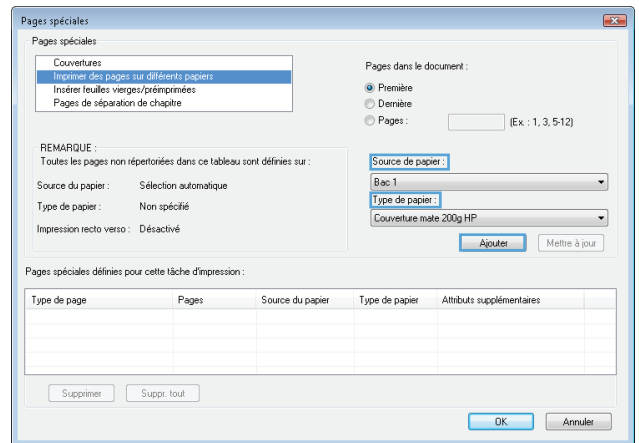 Pages spéciales
Pages spéciales
Couvertures
Imprimer des pages sur différents papiers
Insérer feuilles vierges/préimprimées
Pages de séparation de chapitre
Pages dans le document :
Première
Dernière
Pages :
(Ex. : 1, 3, 5-12)
REMARQUE :
Toutes les pages non répertoriées dans ce tableau sont définies sur :
Source du papier : Sélection automatique
Type de papier : Non spécifié
Impression recto verso : Désactivé
Source de papier :
Bac 1
Type de papier :
Couverture mate 200g HP
Ajouter Mettre à jour
Pages spéciales définies pour cette tâche d'impression :
Type de page Pages Source du papier Type de papier Attributs supplémentaires
Supprimer Suppr. tout
OK Annuler